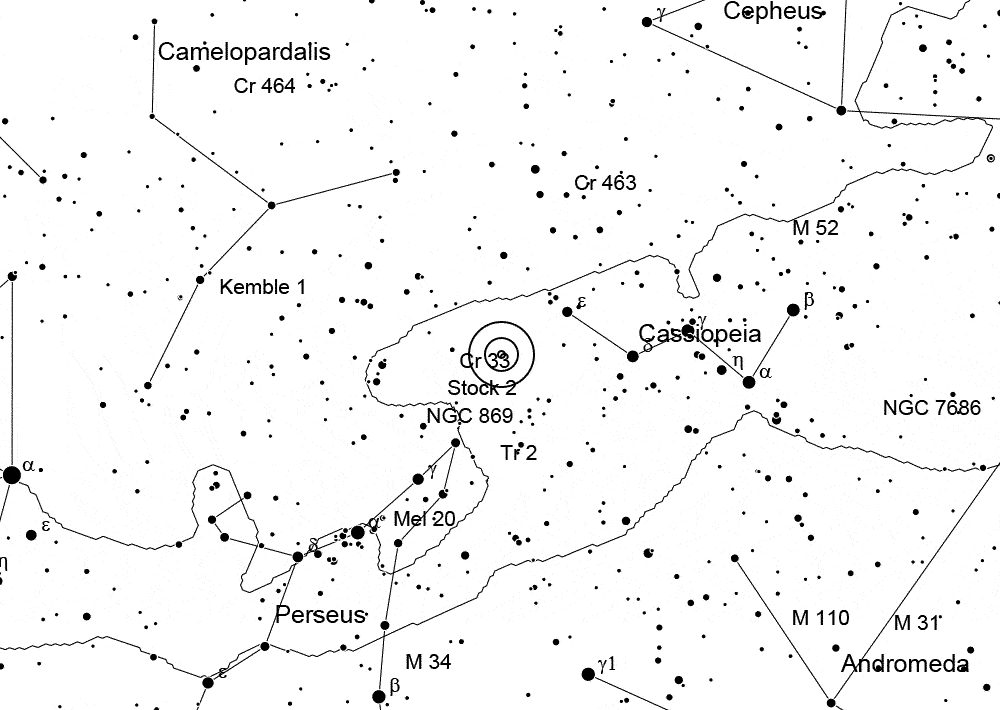 γ
Cepheus
Camelopardalis
Cr 464
Cr 463
M 52
Kemble 1
ε
β
γ
Cassiopeia
δ
η
α
Cr 33
Stock 2
NGC 869
NGC 7686
Tr 2
α
γ
ε
α
Mel 20
δ
η
Perseus
M 110
M 31
M 34
ε
β
γ1
Andromeda